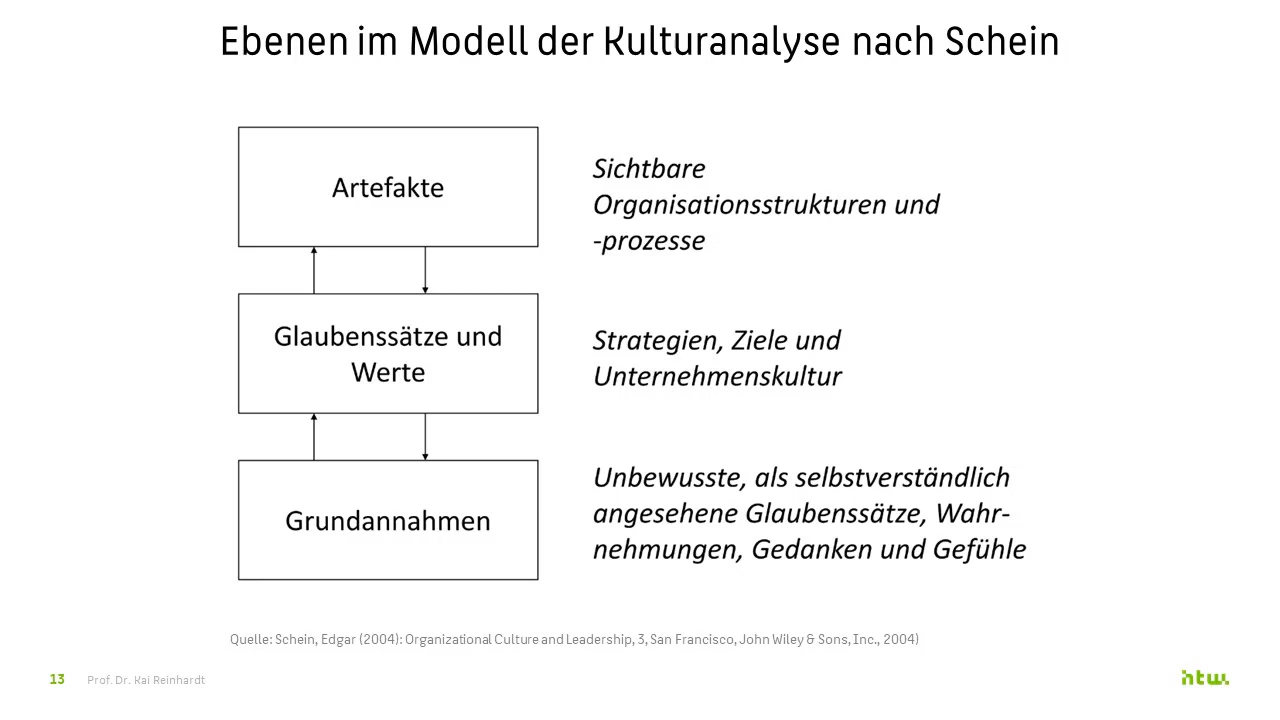 Ebenen im Modell der Kulturanalyse nach Schein
Artefakte
Sichtbare
Organisationsstrukturen und
-prozesse
Glaubenssätze und
Werte
Strategien, Ziele und
Unternehmenskultur
Grundannahmen
Unbewusste, als selbstverständlich
angesehene Glaubenssätze, Wahr-
nehmungen, Gedanken und Gefühle
Quelle: Schein, Edgar (2004): Organizational Culture and Leadership, 3, San Francisco, John Wiley & Sons, Inc., 2004)
13 Prof. Dr. Kai Reinhardt
htw.